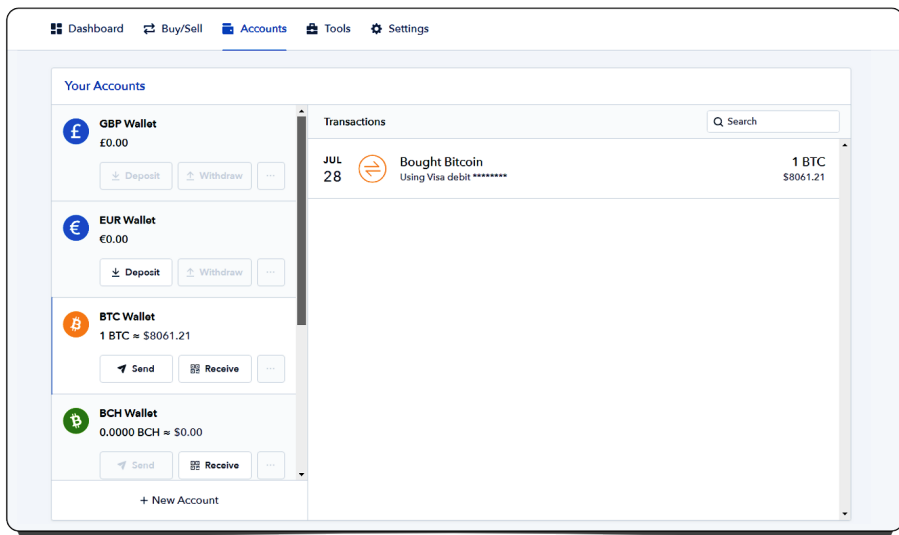 Dashboard Buy/Sell Accounts Tools Settings
Your Accounts
GBP Wallet
£0.00
Deposit Withdraw ...
EUR Wallet
€0.00
Deposit Withdraw ...
BTC Wallet
1 BTC ≈ $8061.21
Send Receive ...
BCH Wallet
0.0000 BCH ≈ $0.00
Send Receive ...
+ New Account
Transactions Search
JUL
28
Bought Bitcoin
Using Visa debit ********
1 BTC
$8061.21